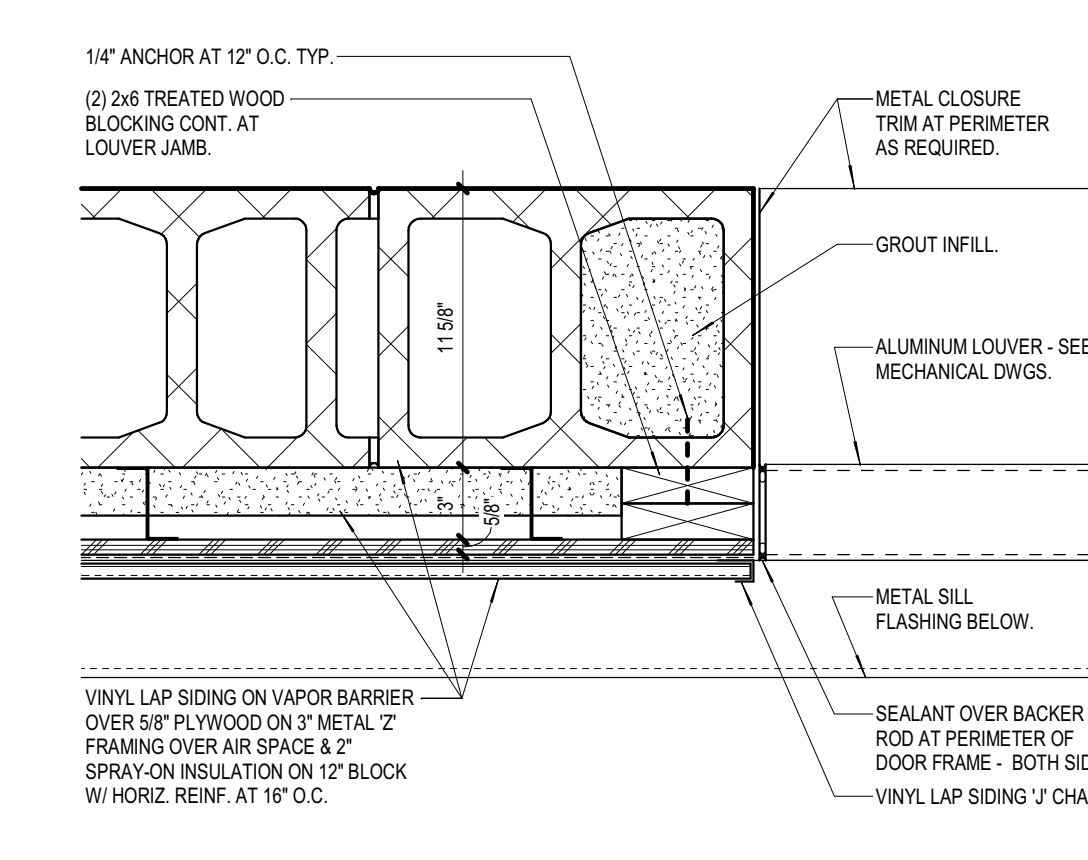 1/4" ANCHOR AT 12" O.C. TYP.
(2) 2x6 TREATED WOOD
BLOCKING CONT. AT
LOUVER JAMB.
METAL CLOSURE
TRIM AT PERIMETER
AS REQUIRED.
GROUT INFILL.
11 5/8"
ALUMINUM LOUVER - SEE
MECHANICAL DWGS.
3"
5/8"
METAL SILL
FLASHING BELOW.
VINYL LAP SIDING ON VAPOR BARRIER
OVER 5/8" PLYWOOD ON 3" METAL 'Z'
FRAMING OVER AIR SPACE & 2"
SPRAY-ON INSULATION ON 12" BLOCK
W/ HORIZ. REINF. AT 16" O.C.
SEALANT OVER BACKER
ROD AT PERIMETER OF
DOOR FRAME - BOTH
VINYL LAP SIDING 'J'